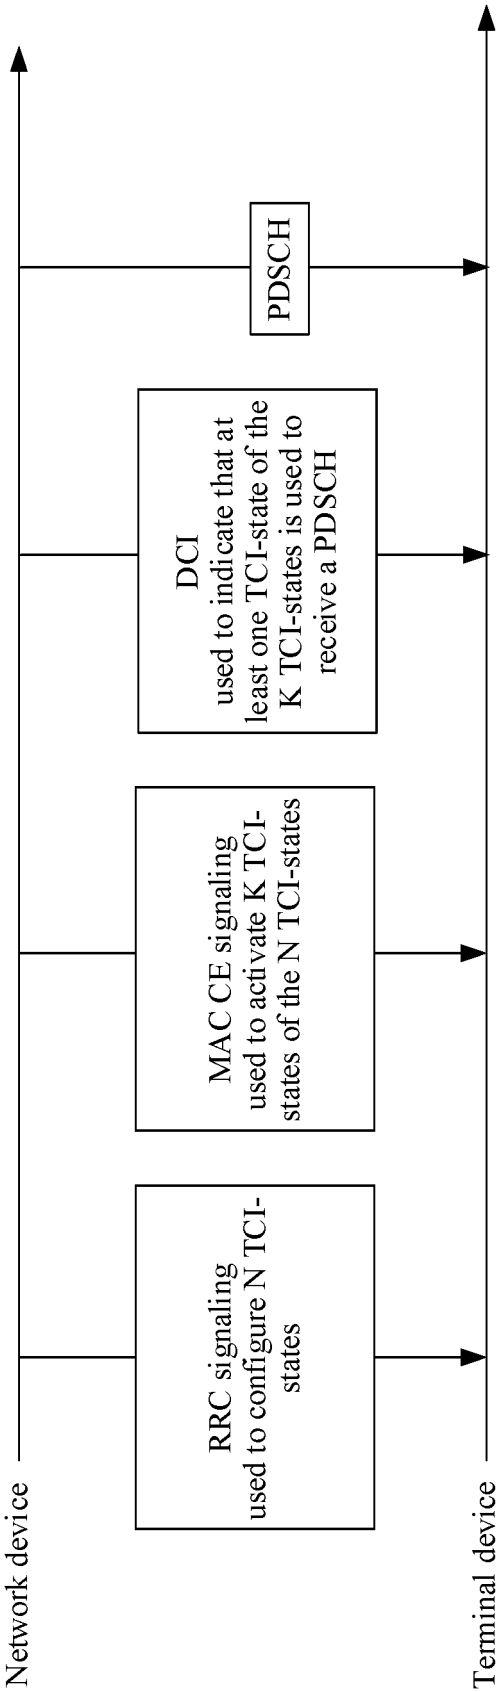 Network device
RRC signaling
used to configure N TCI-
states
MAC CE signaling
used to activate K TCI-
states of the N TCI-states
DCI
used to indicate that at
least one TCI-state of the
K TCI-states is used to
receive a PDSCH
PDSCH
Terminal device